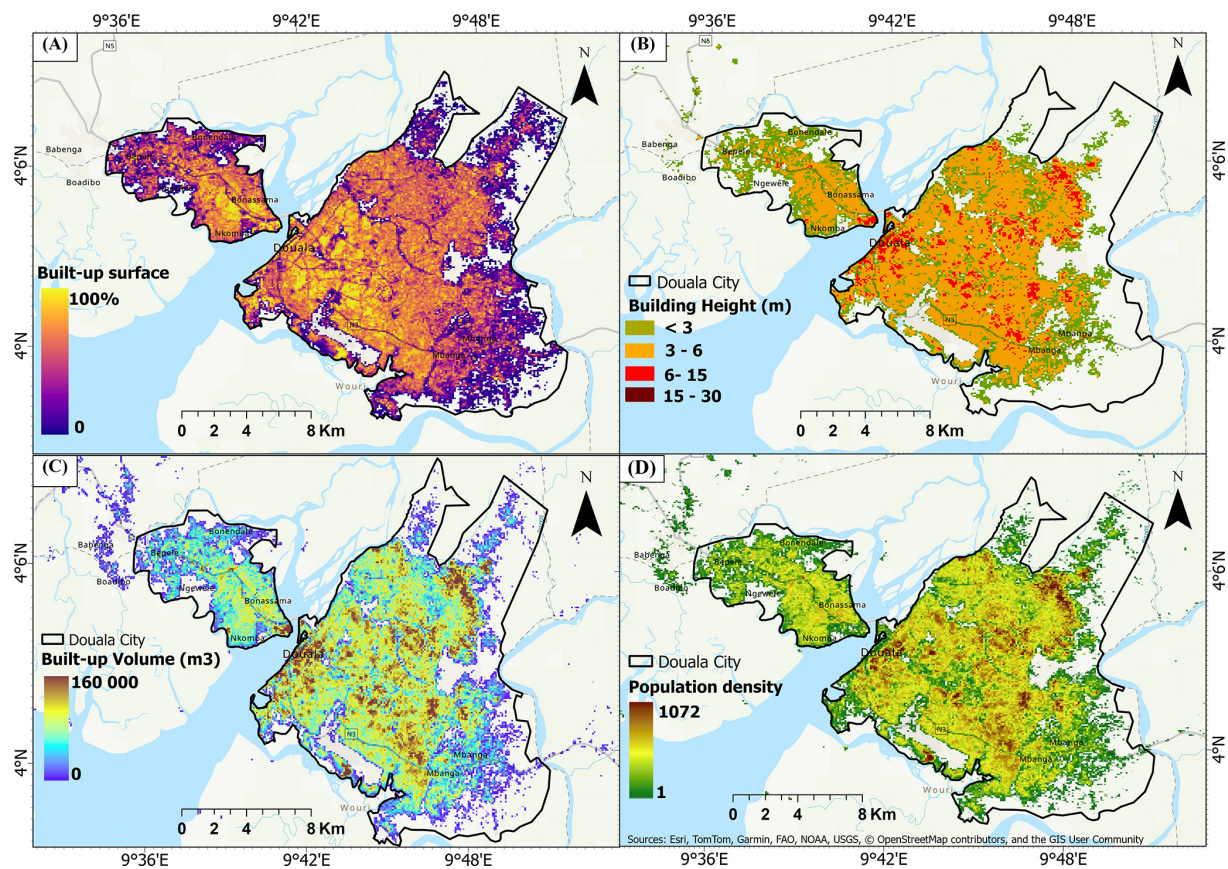 9°36'E
9°42'E
9°48'E
9°36'E
9°42'E
9°48'E
(A)
N5
N
4°6'N
4°N
Babenga
Boadibo
Bonendale
Bepele
Bonassama
Nkomba
Douala
N3
Mbanga
Mbanga
Wouri
Built-up surface
100%
0
0 2 4 8 Km
(B)
N5
N
4°6'N
4°N
Babenga
Boadibo
Bonendale
Bepele
Ngewele
Bonassama
Nkomba
Douala
N3
Mbanga
Mbanga
Wouri
Douala City
Building Height (m)
< 3
3 - 6
6- 15
15 - 30
0 2 4 8 Km
(C)
N
4°6'N
4°N
Babenga
Boadibo
Bonendale
Bepele
Ngewele
Bonassama
Nkomba
Douala
N3
Mbanga
Mbanga
Wouri
Douala City
Built-up Volume (m3)
160 000
0
0 2 4 8 Km
(D)
N
4°6'N
4°N
Babenga
Boadibo
Bonendale
Bepele
Ngewele
Bonassama
Nkomba
Douala
N3
Mbanga
Mbanga
Wouri
Douala City
Population density
1072
1
0 2 4 8 Km
Sources: Esri, TomTom, Garmin, FAO, NOAA, USGS, © OpenStreetMap contributors, and the GIS User Community
9°36'E
9°42'E
9°48'E
9°36'E
9°42'E
9°48'E